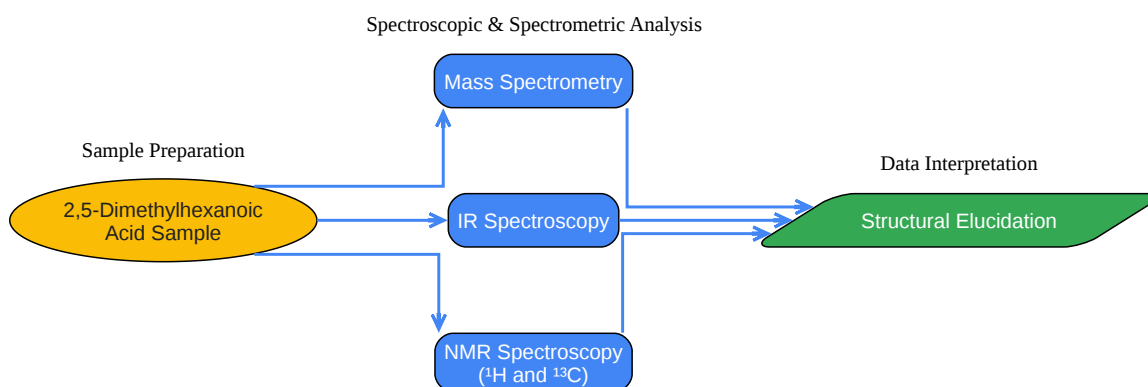 Spectroscopic & Spectrometric Analysis
Mass Spectrometry
Sample Preparation
Data Interpretation
2,5-Dimethylhexanoic
Acid Sample
IR Spectroscopy
Structural Elucidation
NMR Spectroscopy
(¹H and ¹³C)